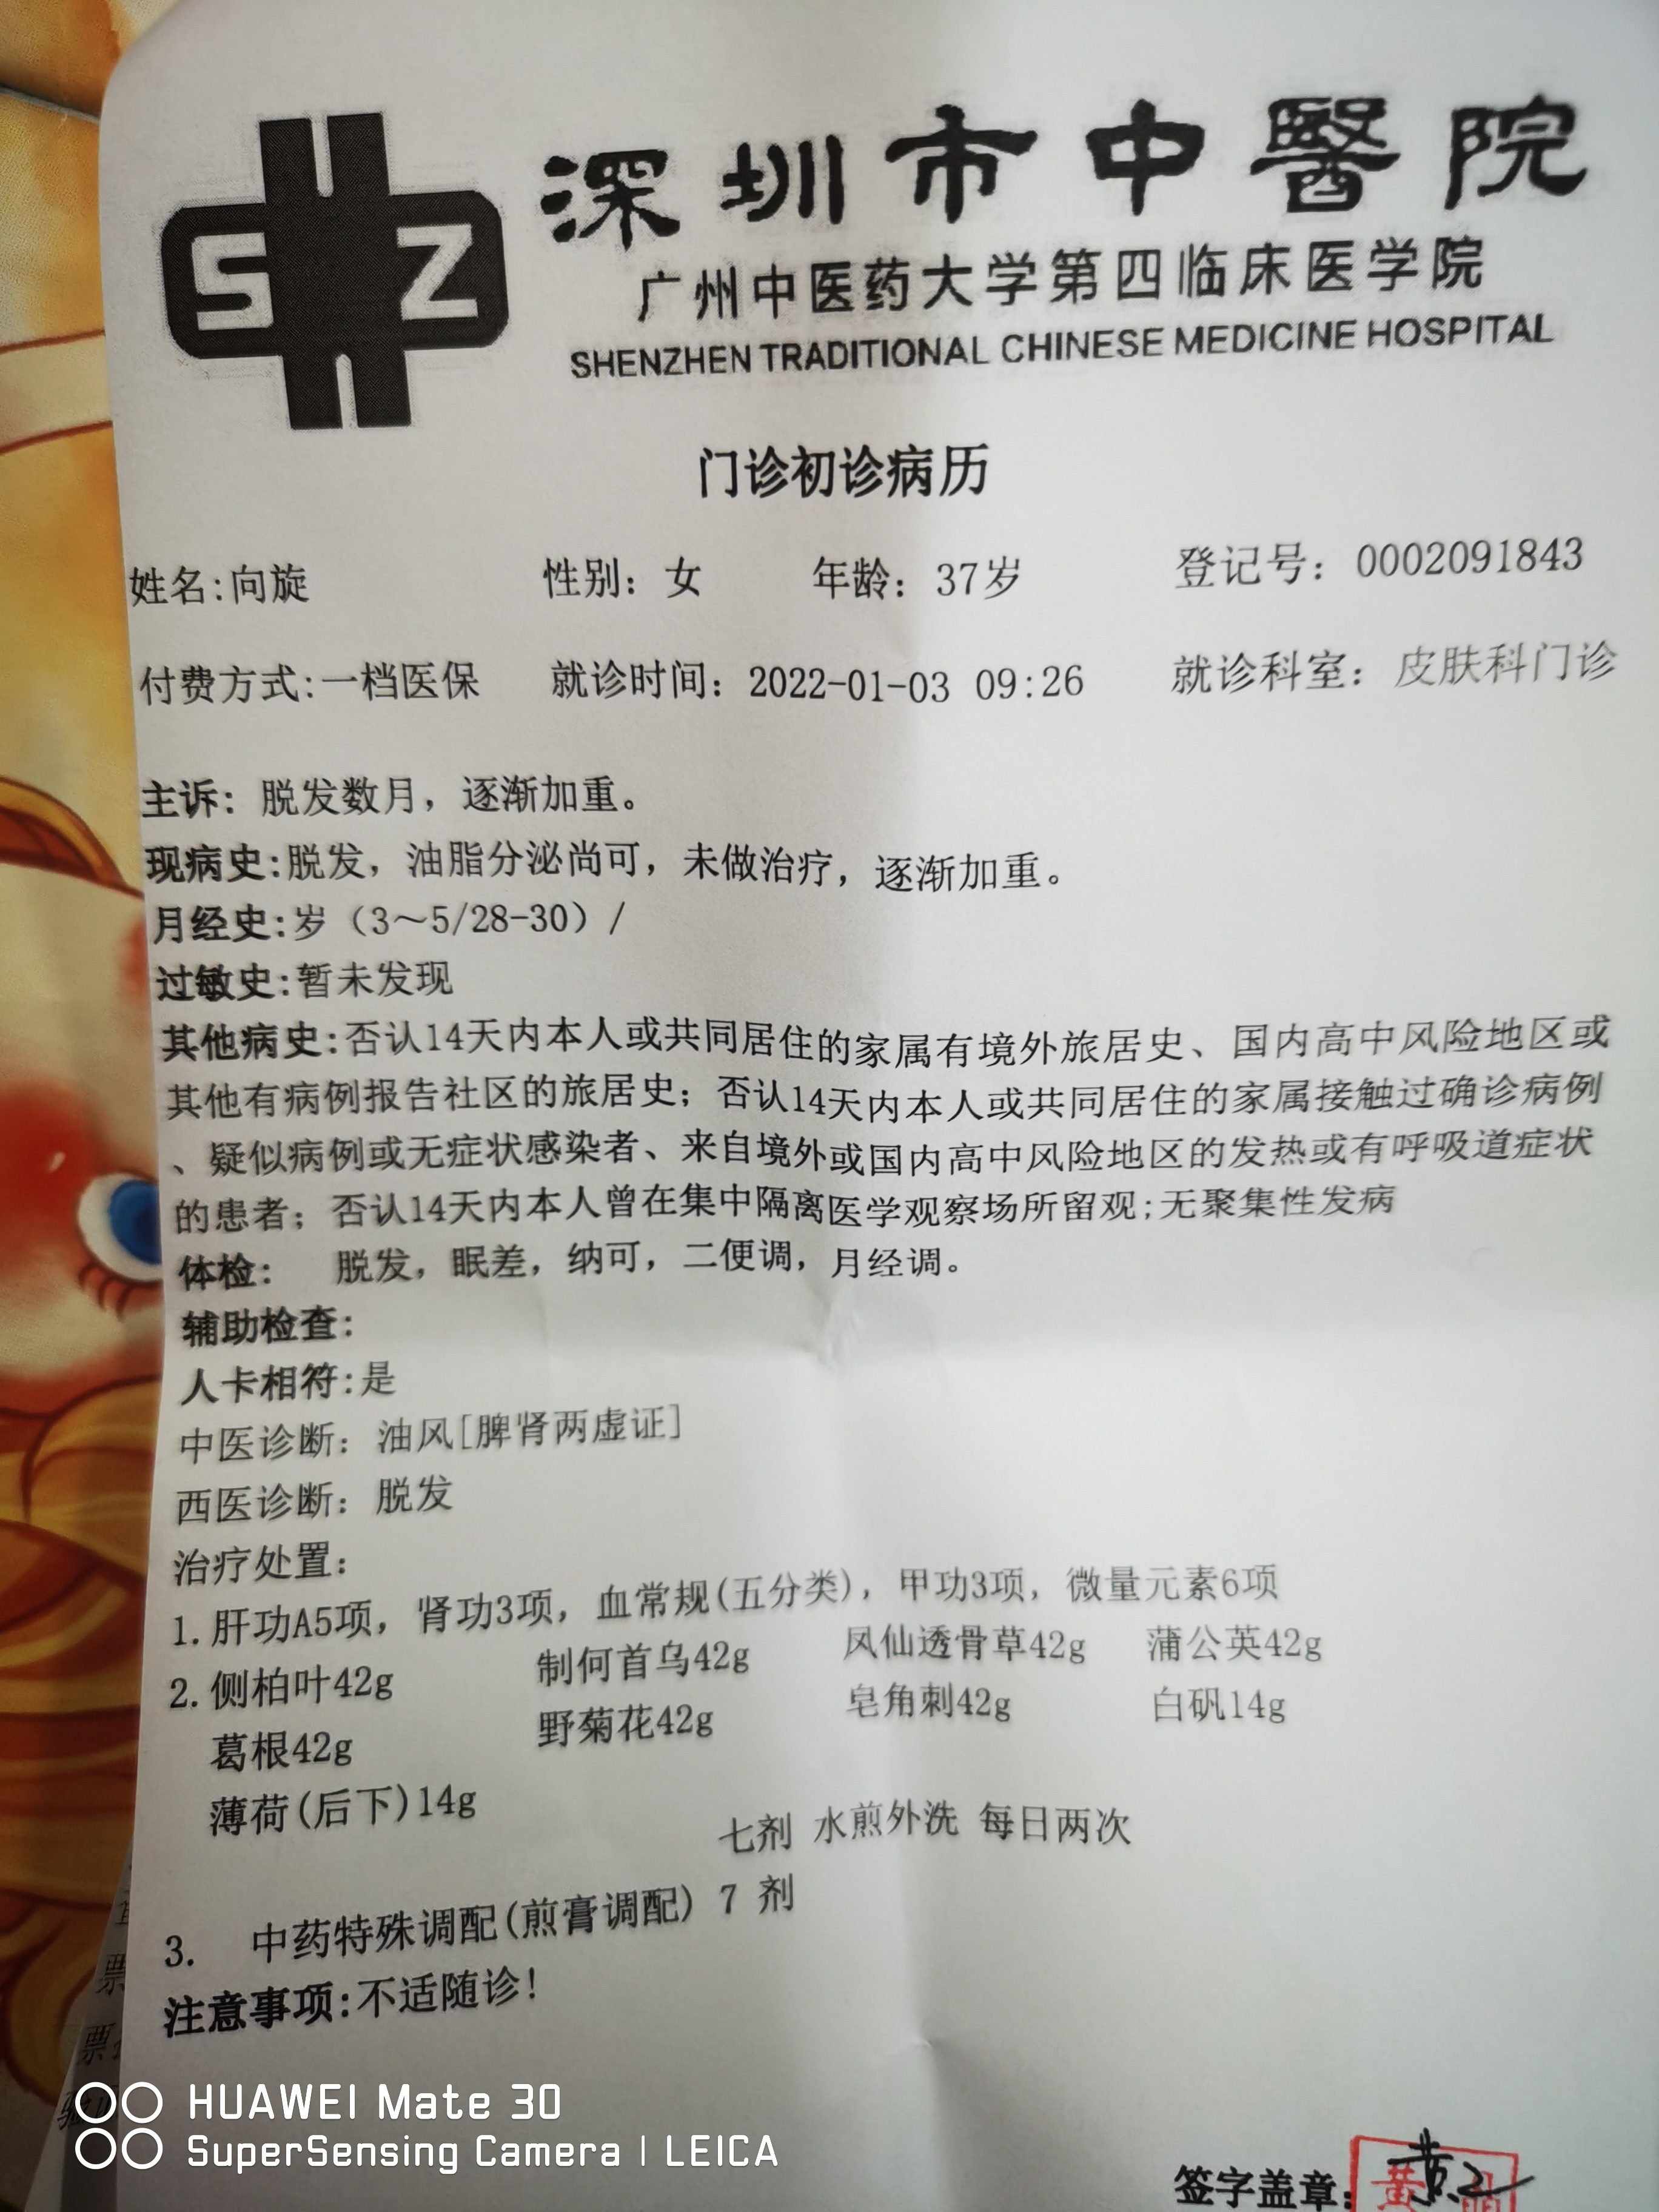 SZ
深圳市中醫院
广州中医药大学第四临床医学院
SHENZHEN TRADITIONAL CHINESE MEDICINE HOSPITAL
门诊初诊病历
姓名:向旋 性别: 女 年龄: 37岁 登记号: 0002091843
付费方式:一档医保 就诊时间: 2022-01-03 09:26 就诊科室: 皮肤科门诊
主诉: 脱发数月，逐渐加重。
现病史:脱发，油脂分泌尚可，未做治疗，逐渐加重。
月经史:岁（3～5/28-30）/
过敏史:暂未发现
其他病史:否认14天内本人或共同居住的家属有境外旅居史、国内高中风险地区或
其他有病例报告社区的旅居史；否认14天内本人或共同居住的家属接触过确诊病例
、疑似病例或无症状感染者、来自境外或国内高中风险地区的发热或有呼吸道症状
的患者；否认14天内本人曾在集中隔离医学观察场所留观;无聚集性发病
体检: 脱发，眠差，纳可，二便调，月经调。
辅助检查:
人卡相符:是
中医诊断: 油风[脾肾两虚证]
西医诊断: 脱发
治疗处置:
1.肝功A5项，肾功3项，血常规(五分类)，甲功3项，微量元素6项
2.侧柏叶42g 制何首乌42g 凤仙透骨草42g 蒲公英42g
葛根42g 野菊花42g 皂角刺42g 白矾14g
薄荷(后下)14g
七剂 水煎外洗 每日两次
3. 中药特殊调配(煎膏调配) 7 剂
注意事项:不适随诊!
票
票
HUAWEI Mate 30
SuperSensing Camera | LEICA
签字盖章: 黄